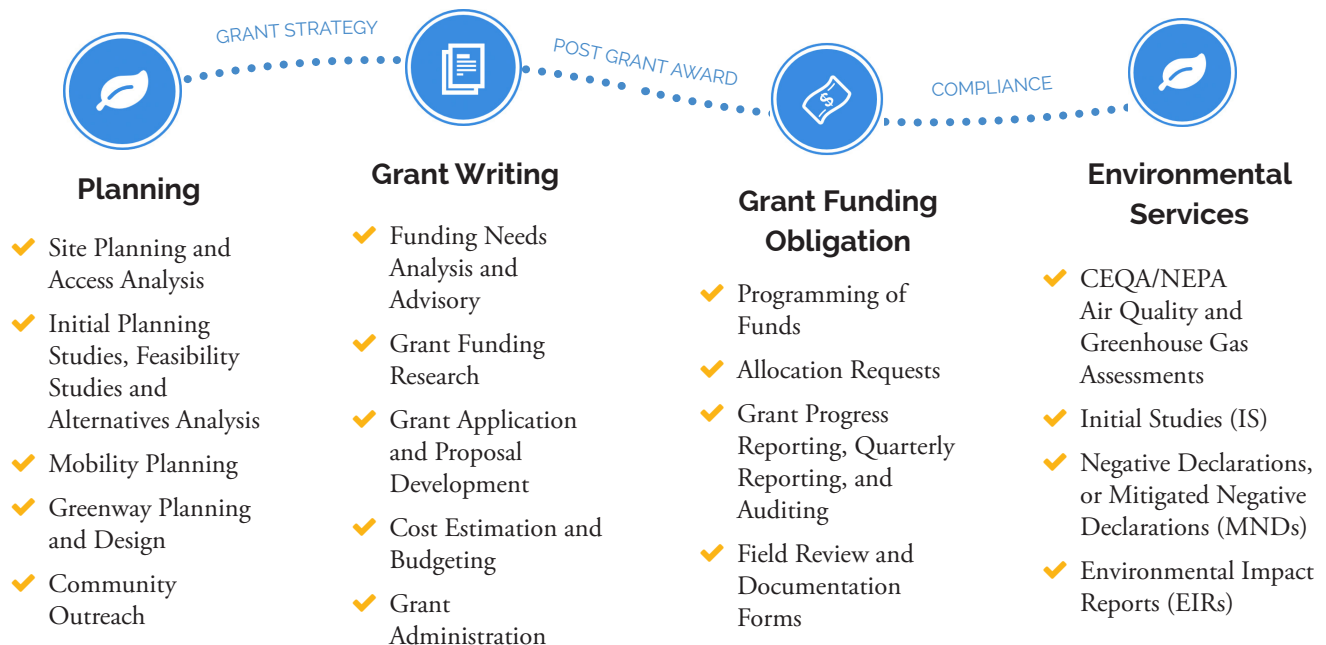 GRANT STRATEGY
POST GRANT AWARD
COMPLIANCE
Planning
Site Planning and
Access Analysis
Initial Planning
Studies, Feasibility
Studies and
Alternatives Analysis
Mobility Planning
Greenway Planning
and Design
Community
Outreach
Grant Writing
Funding Needs
Analysis and
Advisory
Grant Funding
Research
Grant Application
and Proposal
Development
Cost Estimation and
Budgeting
Grant
Administration
Grant Funding
Obligation
Programming of
Funds
Allocation Requests
Grant Progress
Reporting, Quarterly
Reporting, and
Auditing
Field Review and
Documentation
Forms
Environmental
Services
CEQA/NEPA
Air Quality and
Greenhouse Gas
Assessments
Initial Studies (IS)
Negative Declarations,
or Mitigated Negative
Declarations (MNDs)
Environmental Impact
Reports (EIRs)
$